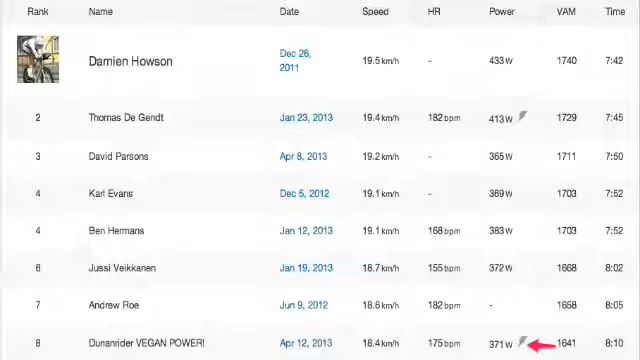 Rank Name Date Speed HR Power VAM Time
Damien Howson Dec 26, 2011 19.5 km/h - 433 W 1740 7:42
2 Thomas De Gendt Jan 23, 2013 19.4 km/h 182 bpm 413 W 1729 7:45
3 David Parsons Apr 8, 2013 19.2 km/h - 365 W 1711 7:50
4 Karl Evans Dec 5, 2012 19.1 km/h - 369 W 1703 7:52
4 Ben Hermans Jan 12, 2013 19.1 km/h 168 bpm 383 W 1703 7:52
6 Jussi Veikkanen Jan 19, 2013 18.7 km/h 155 bpm 372 W 1668 8:02
7 Andrew Roe Jun 9, 2012 18.6 km/h 182 bpm - 1658 8:05
8 Durianrider VEGAN POWER! Apr 12, 2013 18.4 km/h 175 bpm 371 W 1641 8:10